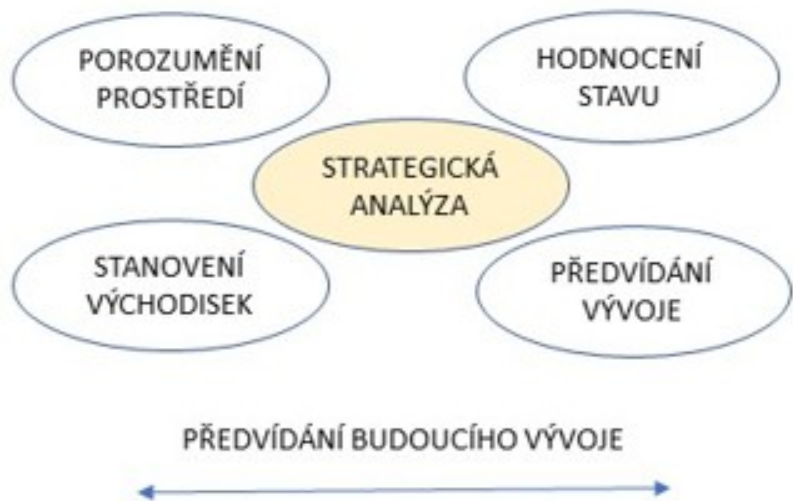 POROZUMĚNÍ
PROSTŘEDÍ
HODNOCENÍ
STAVU
STRATEGICKÁ
ANALÝZA
STANOVENÍ
VÝCHODISEK
PŘEDVÍDÁNÍ
VÝVOJE
PŘEDVÍDÁNÍ BUDOUCÍHO VÝVOJE